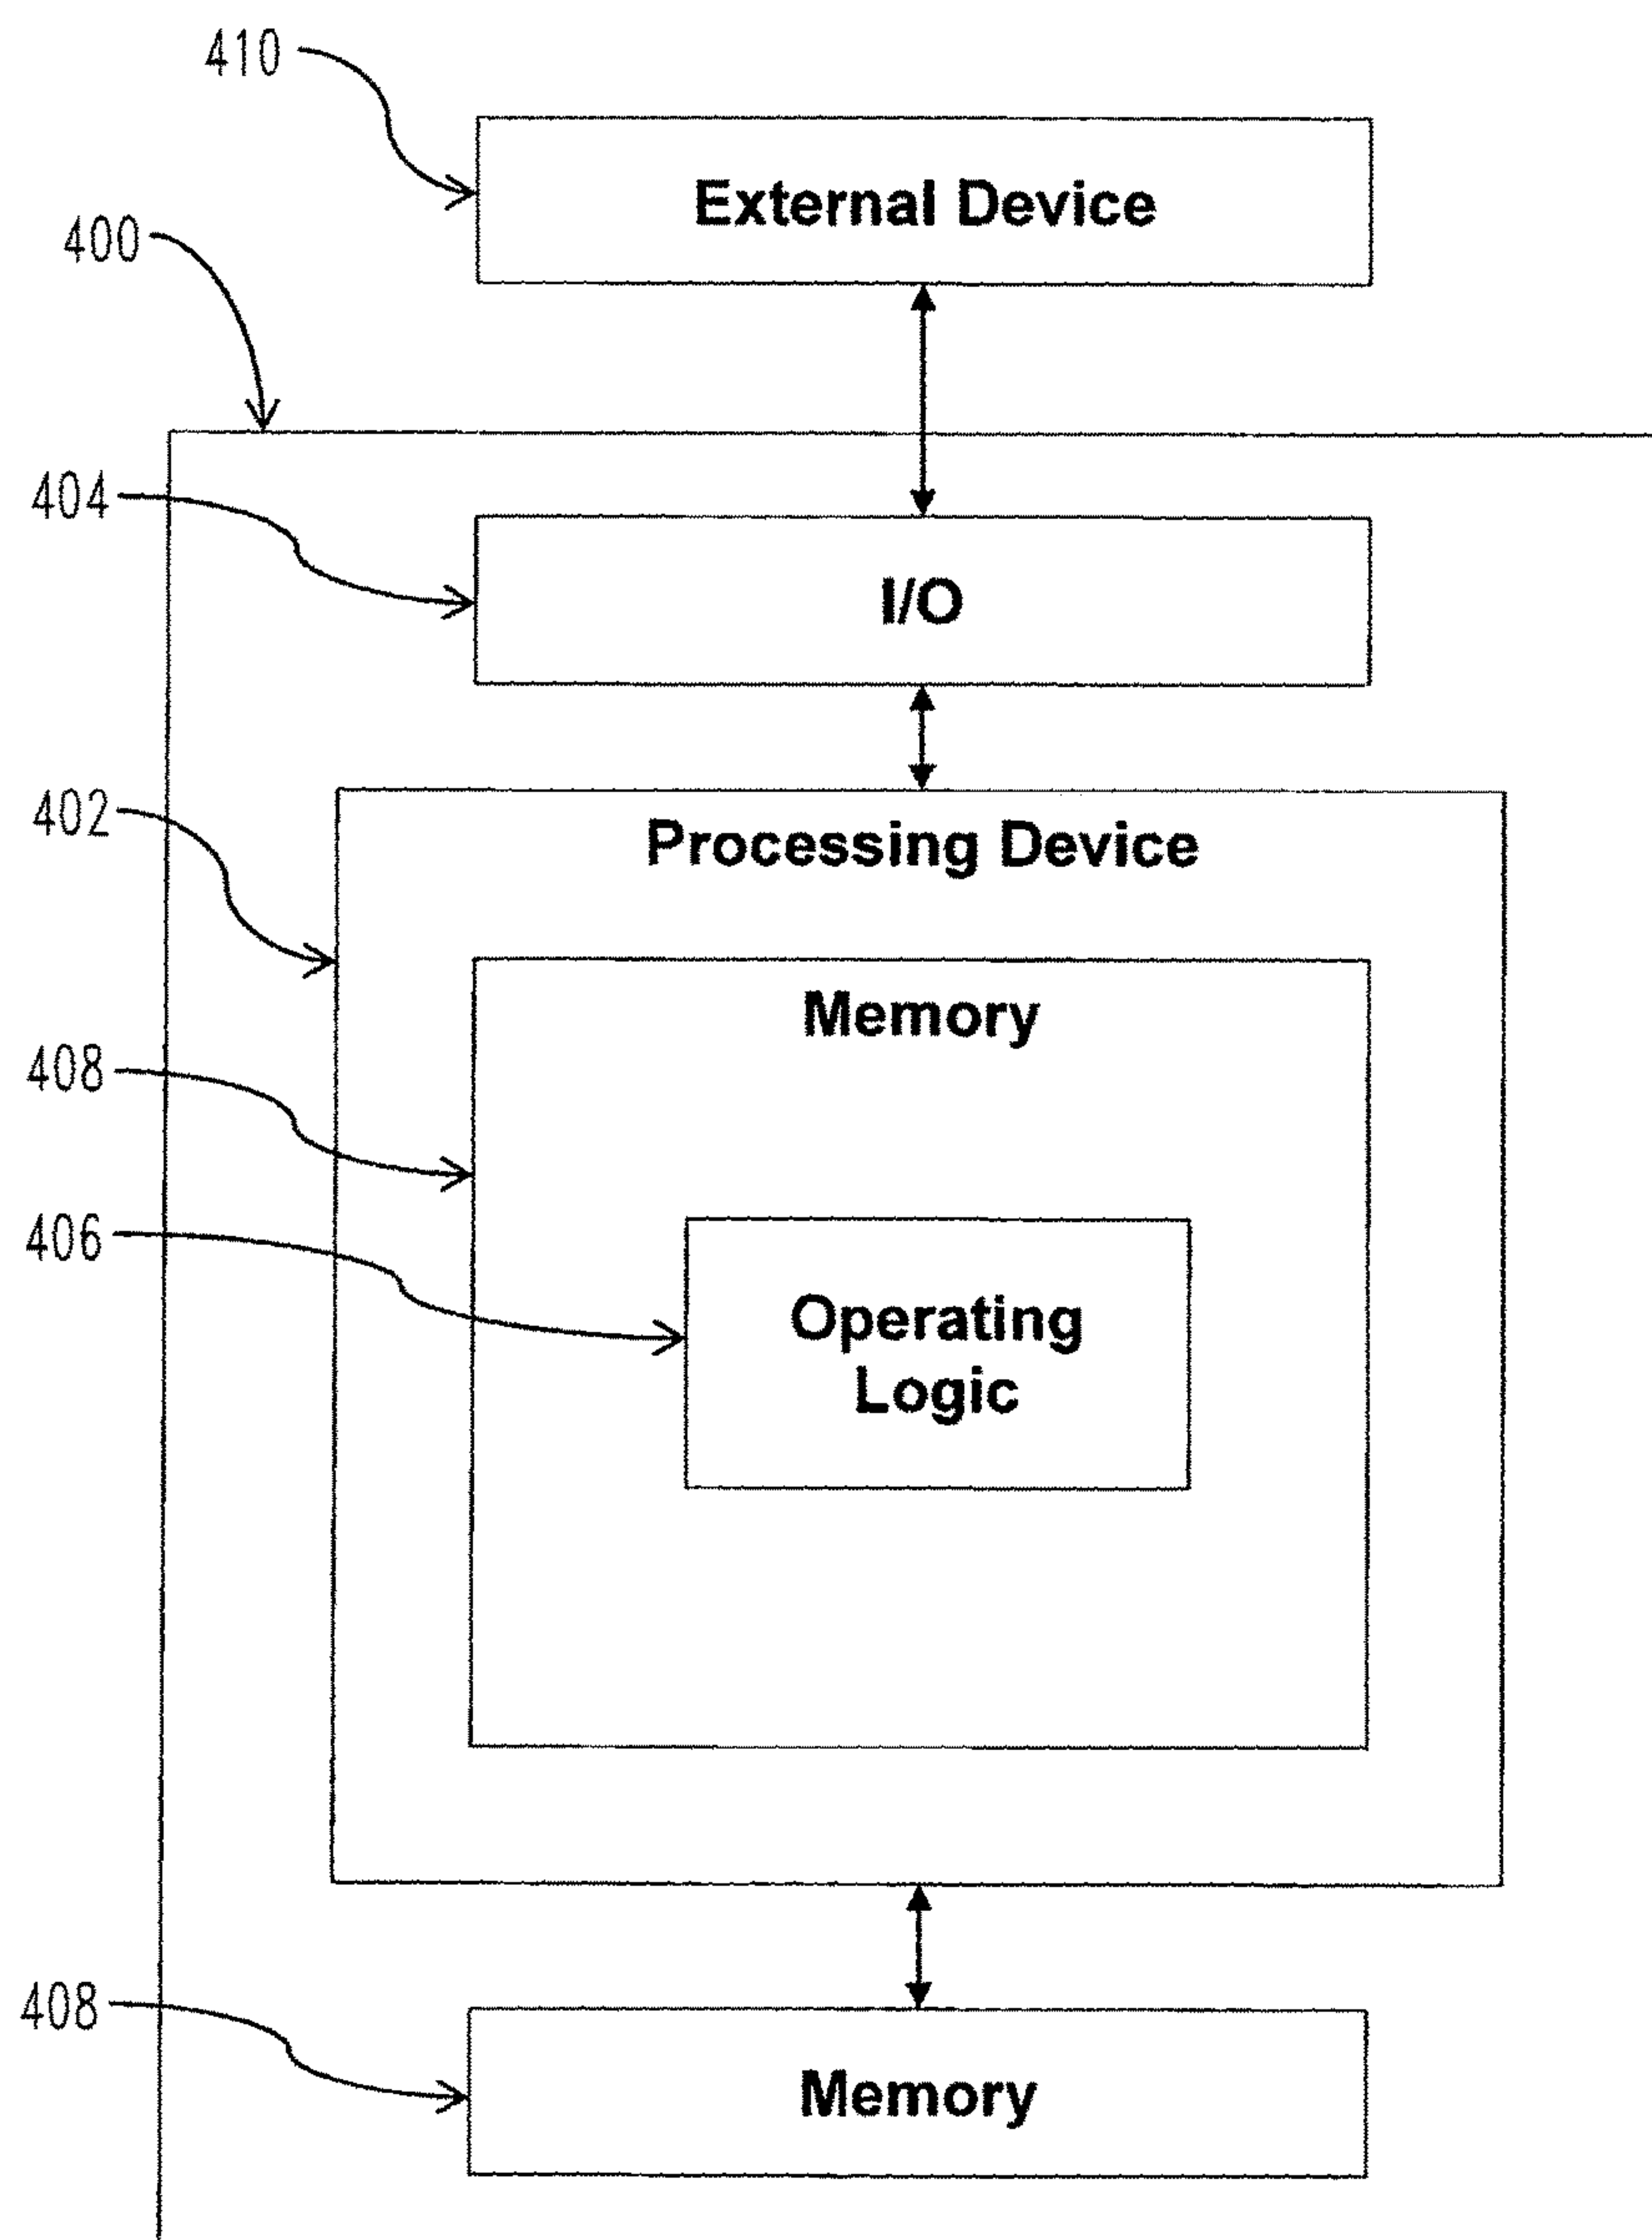 410
External Device
400
404
I/O
402
Processing Device
Memory
408
406
Operating
Logic
408
Memory